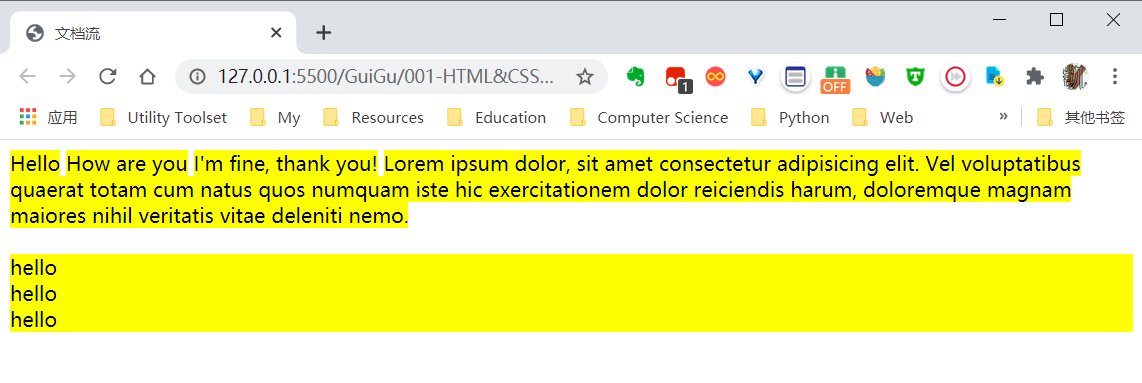 文档流
127.0.0.1:5500/GuiGu/001-HTML&CSS...
1
OFF
应用 Utility Toolset My Resources Education Computer Science Python Web » 其他书签
Hello How are you I'm fine, thank you! Lorem ipsum dolor, sit amet consectetur adipisicing elit. Vel voluptatibus
quaerat totam cum natus quos numquam iste hic exercitationem dolor reiciendis harum, doloremque magnam
maiores nihil veritatis vitae deleniti nemo.
hello
hello
hello